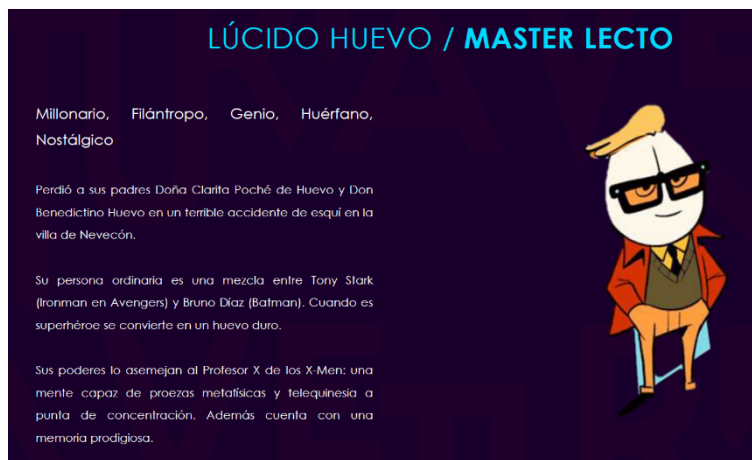 LÚCIDO HUEVO / MASTER LECTO
Millonario, Filántropo, Genio, Huérfano,
Nostálgico
Perdió a sus padres Doña Clarita Poché de Huevo y Don
Benedictino Huevo en un terrible accidente de esquí en la
villa de Nevecón.
Su persona ordinaria es una mezcla entre Tony Stark
(Ironman en Avengers) y Bruno Díaz (Batman). Cuando es
superhéroe se convierte en un huevo duro.
Sus poderes lo asemejan al Profesor X de los X-Men: una
mente capaz de proezas metafísicas y telequinesia a
punta de concentración. Además cuenta con una
memoria prodigiosa.